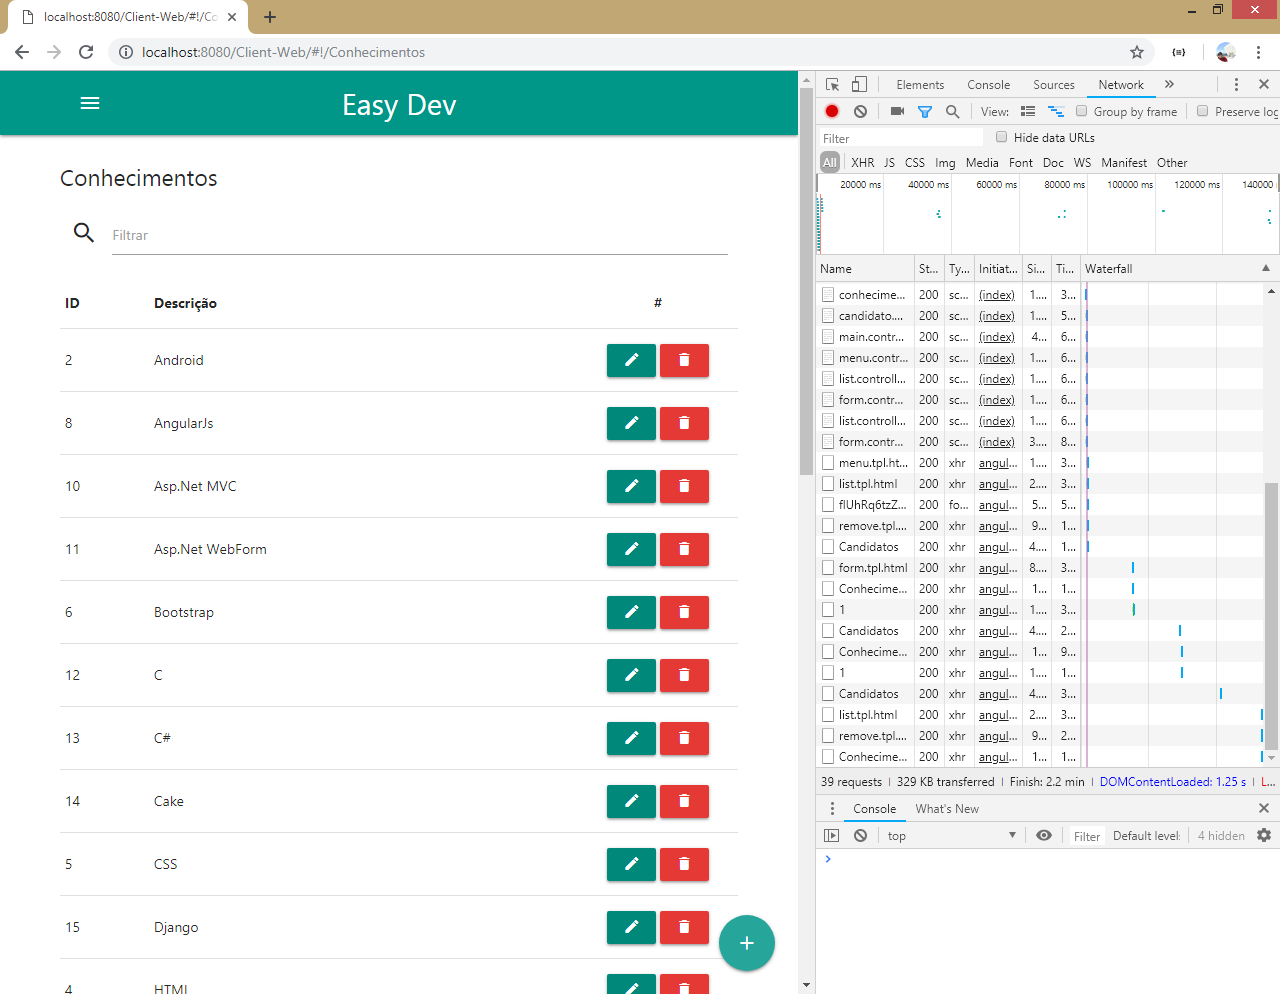 localhost:8080/Client-Web/#!/Co
localhost:8080/Client-Web/#!/Conhecimentos
Easy Dev
Conhecimentos
Filtrar
ID Descrição #
2 Android
8 AngularJs
10 Asp.Net MVC
11 Asp.Net WebForm
6 Bootstrap
12 C
13 C#
14 Cake
5 CSS
15 Django
4 HTML
Elements Console Sources Network
View: Group by frame Preserve log
Filter Hide data URLs
All XHR JS CSS Img Media Font Doc WS Manifest Other
20000 ms 40000 ms 60000 ms 80000 ms 100000 ms 120000 ms 140000
Name St... Ty... Initiat... Si... Ti... Waterfall
conhecime... 200 sc... (index) 1.... 3...
candidato.... 200 sc... (index) 1.... 5...
main.contr... 200 sc... (index) 4... 6...
menu.contr... 200 sc... (index) 1.... 6...
list.controll... 200 sc... (index) 1.... 6...
form.contr... 200 sc... (index) 1.... 6...
list.controll... 200 sc... (index) 1.... 6...
form.contr... 200 sc... (index) 3.... 8...
menu.tpl.ht... 200 xhr angul... 1.... 3...
list.tpl.html 200 xhr angul... 2.... 3...
flUhRq6tzZ... 200 fo... angul... 5... 5...
remove.tpl.... 200 xhr angul... 9... 1...
Candidatos 200 xhr angul... 4.... 1...
form.tpl.html 200 xhr angul... 8.... 3...
Conhecime... 200 xhr angul... 1... 1...
1 200 xhr angul... 1.... 3...
Candidatos 200 xhr angul... 4.... 2...
Conhecime... 200 xhr angul... 1... 9...
1 200 xhr angul... 1.... 1...
Candidatos 200 xhr angul... 4.... 3...
list.tpl.html 200 xhr angul... 2.... 3...
remove.tpl.... 200 xhr angul... 9... 2...
Conhecime... 200 xhr angul... 1... 1...
39 requests | 329 KB transferred | Finish: 2.2 min | DOMContentLoaded: 1.25 s | L...
Console What's New
top Filter Default level: 4 hidden